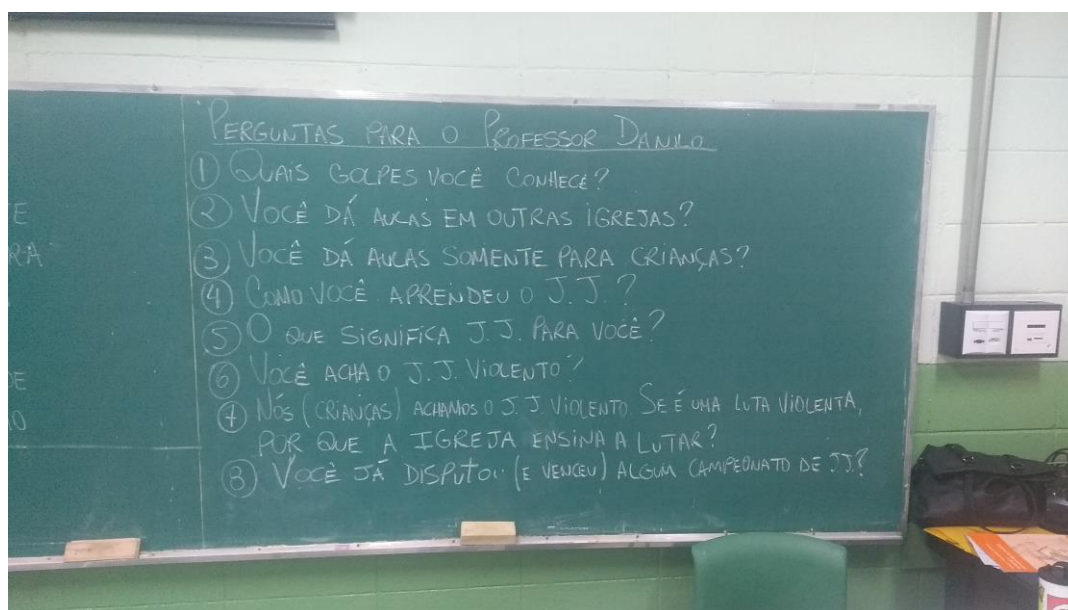 PERGUNTAS PARA O PROFESSOR DANILO
① QUAIS GOLPES VOCÊ CONHECE?
② VOCÊ DÁ AULAS EM OUTRAS IGREJAS?
③ VOCÊ DÁ AULAS SOMENTE PARA CRIANÇAS?
④ COMO VOCÊ APRENDEU O J.J.?
⑤ O QUE SIGNIFICA J.J. PARA VOCÊ?
⑥ VOCÊ ACHA O J.J. VIOLENTO?
⑦ NÓS (CRIANÇAS) ACHAMOS O J.J VIOLENTO. SE É UMA LUTA VIOLENTA,
POR QUE A IGREJA ENSINA A LUTAR?
⑧ VOCÊ JÁ DISPUTOU (E VENCEU) ALGUM CAMPEONATO DE JJ?